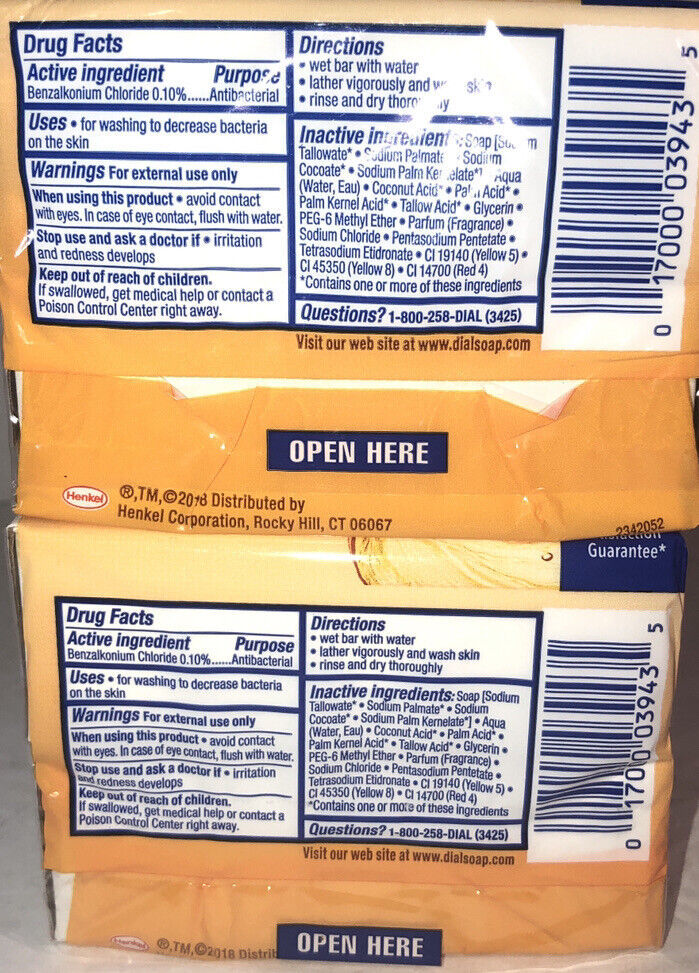 Drug Facts
Active ingredient Purpose
Benzalkonium Chloride 0.10%......Antibacterial
Uses • for washing to decrease bacteria
on the skin
Warnings For external use only
When using this product • avoid contact
with eyes. In case of eye contact, flush with water.
Stop use and ask a doctor if • irritation
and redness develops
Keep out of reach of children.
If swallowed, get medical help or contact a
Poison Control Center right away.
Directions
• wet bar with water
• lather vigorously and skin
• rinse and dry
Inactive : Soap
Tallowate* • Sodium Palmate • Sodium
Cocoate* • Sodium Palm • Aqua
(Water, Eau) • Coconut Acid* • Acid* •
Palm Kernel Acid* • Tallow Acid* • Glycerin •
PEG-6 Methyl Ether • Parfum (Fragrance) •
Sodium Chloride • Pentasodium Pentetate •
Tetrasodium Etidronate • CI 19140 (Yellow 5) •
CI 45350 (Yellow 8) • CI 14700 (Red 4)
*Contains one or more of these ingredients
Questions? 1-800-258-DIAL (3425)
Visit our web site at www.dialsoap.com
0 17000 03943 5
OPEN HERE
Henkel
®,TM,©2018 Distributed by
Henkel Corporation, Rocky Hill, CT 06067
2342052
Guarantee*
Drug Facts
Active ingredient Purpose
Benzalkonium Chloride 0.10%......Antibacterial
Uses • for washing to decrease bacteria
on the skin
Warnings For external use only
When using this product • avoid contact
with eyes. In case of eye contact, flush with water.
Stop use and ask a doctor if • irritation
and redness develops
Keep out of reach of children.
If swallowed, get medical help or contact a
Poison Control Center right away.
Directions
• wet bar with water
• lather vigorously and wash skin
• rinse and dry thoroughly
Inactive ingredients: Soap [Sodium
Tallowate* • Sodium Palmate* • Sodium
Cocoate* • Sodium Palm Kernelate*] • Aqua
(Water, Eau) • Coconut Acid* • Palm Acid* •
Palm Kernel Acid* • Tallow Acid* • Glycerin •
PEG-6 Methyl Ether • Parfum (Fragrance) •
Sodium Chloride • Pentasodium Pentetate •
Tetrasodium Etidronate • CI 19140 (Yellow 5) •
CI 45350 (Yellow 8) • CI 14700 (Red 4)
*Contains one or more of these ingredients
Questions? 1-800-258-DIAL (3425)
Visit our web site at www.dialsoap.com
0 17000 03943 5
Henkel
®,TM,©2018 Distrib
OPEN HERE